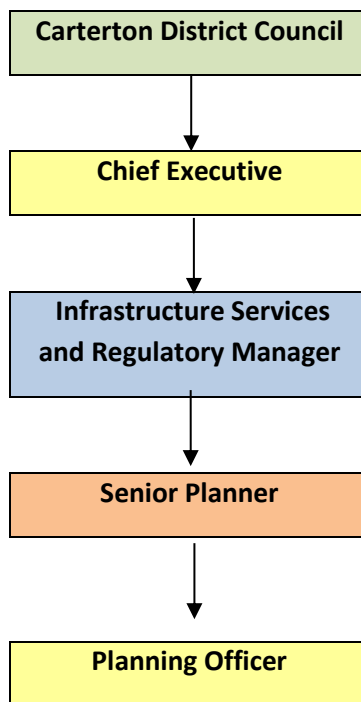 Carterton District Council
Chief Executive
Infrastructure Services
and Regulatory Manager
Senior Planner
Planning Officer